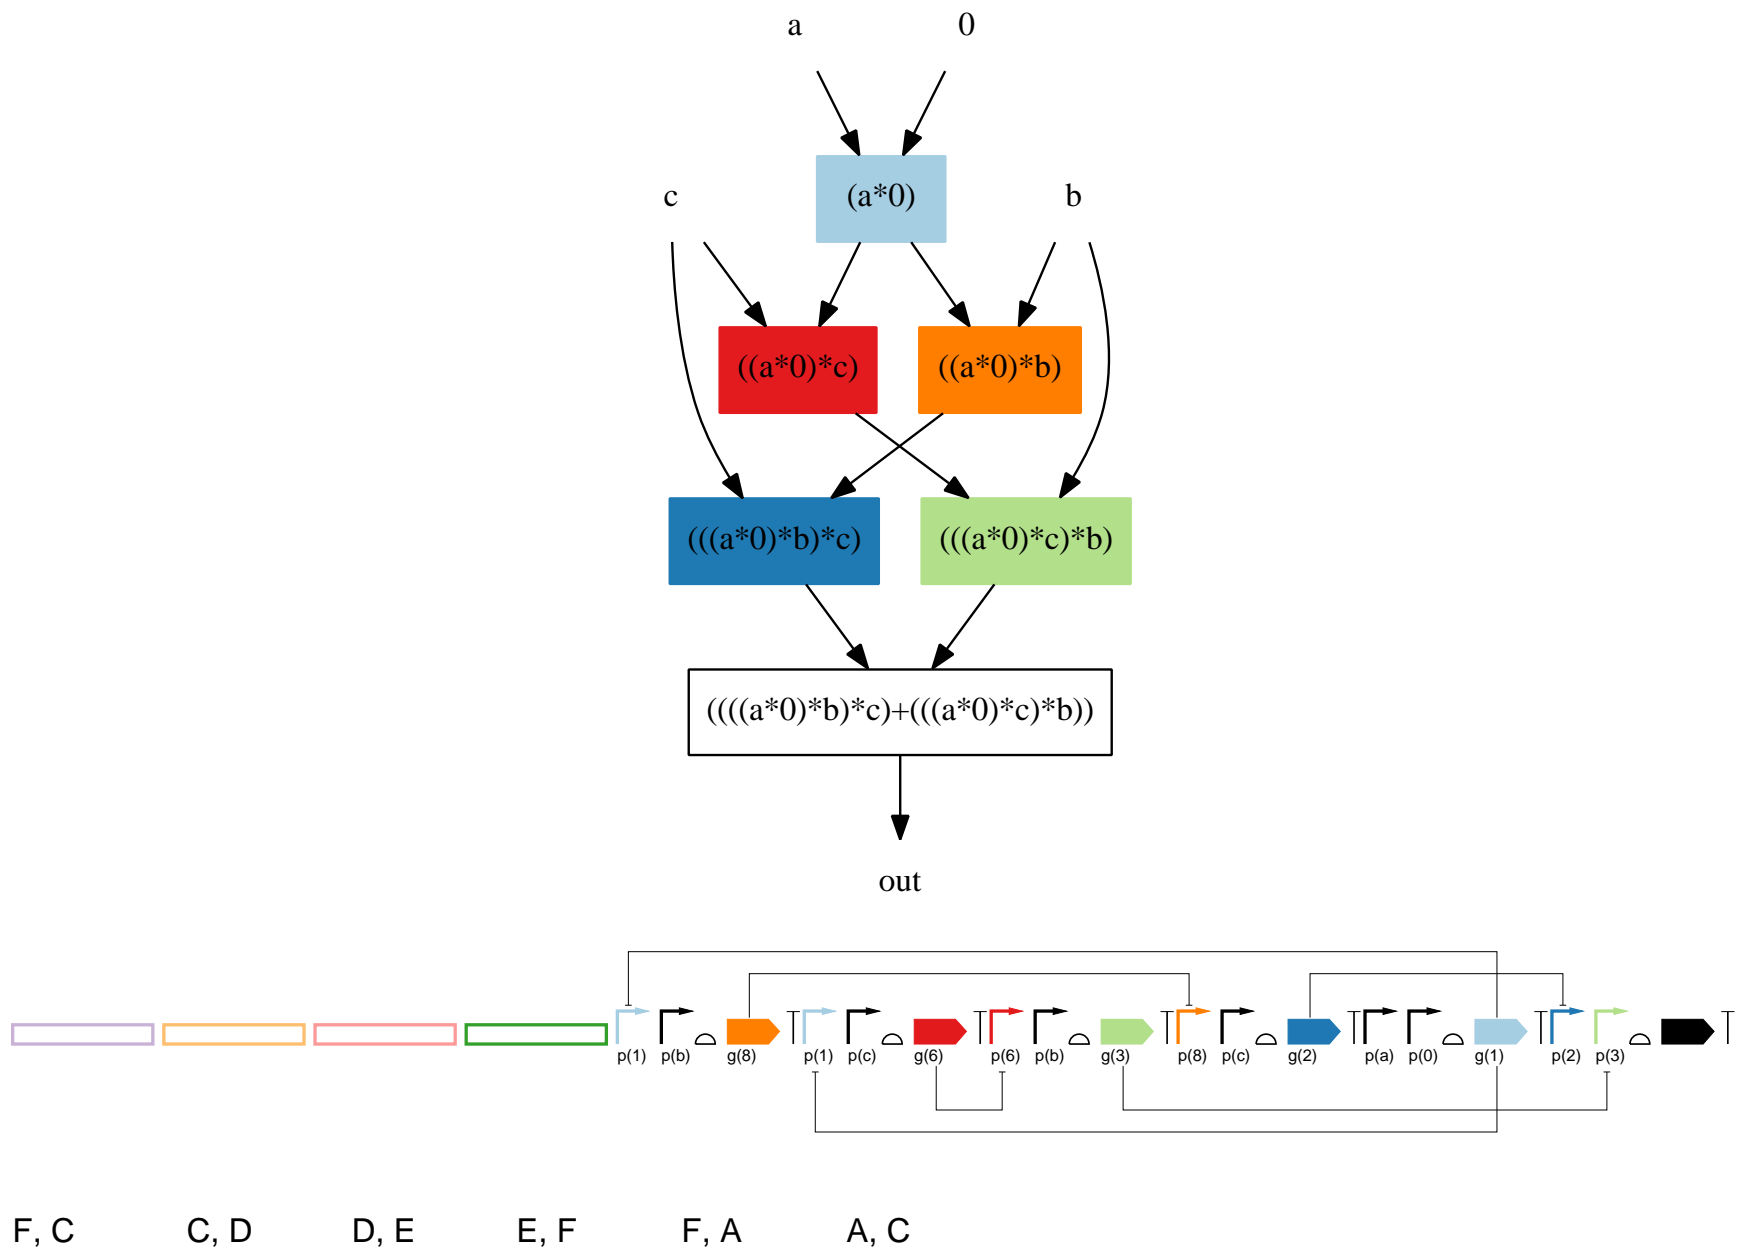 a 0
c (a*0) b
((a*0)*c) ((a*0)*b)
(((a*0)*b)*c) (((a*0)*c)*b)
((((a*0)*b)*c)+(((a*0)*c)*b))
out
p(1) p(b) g(8) p(1) p(c) g(6) p(6) p(b) g(3) p(8) p(c) g(2) p(a) p(0) g(1) p(2) p(3)
F, C C, D D, E E, F F, A A, C